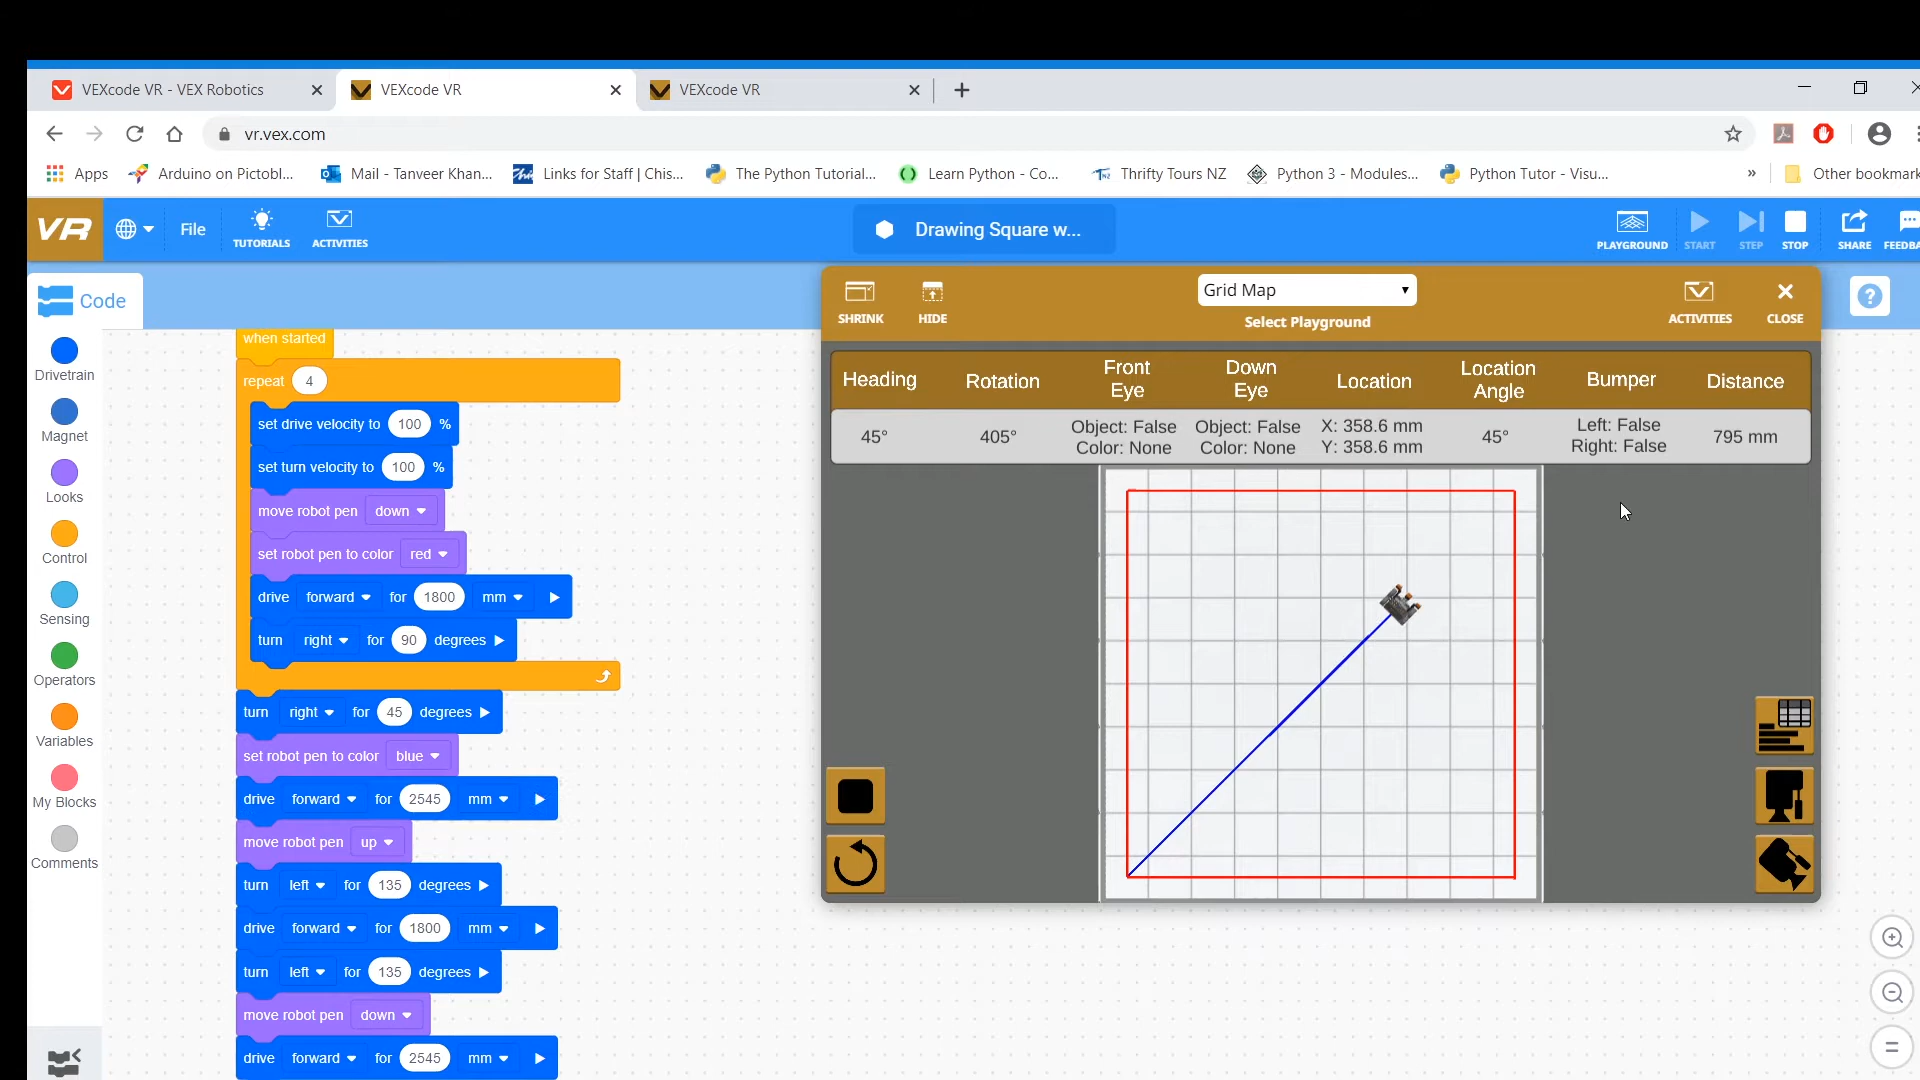 VEXcode VR - VEX Robotics
VEXcode VR
VEXcode VR
vr.vex.com
Apps
Arduino on Pictobl...
Mail - Tanveer Khan...
Links for Staff | Chis...
The Python Tutorial...
Learn Python - Co...
Thrifty Tours NZ
Python 3 - Modules...
Python Tutor - Visu...
»
Other bookmark
VR
File
TUTORIALS
ACTIVITIES
Drawing Square w...
PLAYGROUND
START
STEP
STOP
SHARE
FEEDBA
Code
Drivetrain
Magnet
Looks
Control
Sensing
Operators
Variables
My Blocks
Comments
when started
repeat 4
set drive velocity to 100 %
set turn velocity to 100 %
move robot pen down
set robot pen to color red
drive forward for 1800 mm
turn right for 90 degrees
turn right for 45 degrees
set robot pen to color blue
drive forward for 2545 mm
move robot pen up
turn left for 135 degrees
drive forward for 1800 mm
turn left for 135 degrees
move robot pen down
drive forward for 2545 mm
SHRINK
HIDE
Grid Map
Select Playground
ACTIVITIES
CLOSE
Heading
Rotation
Front
Eye
Down
Eye
Location
Location
Angle
Bumper
Distance
45°
405°
Object: False
Color: None
Object: False
Color: None
X: 358.6 mm
Y: 358.6 mm
45°
Left: False
Right: False
795 mm